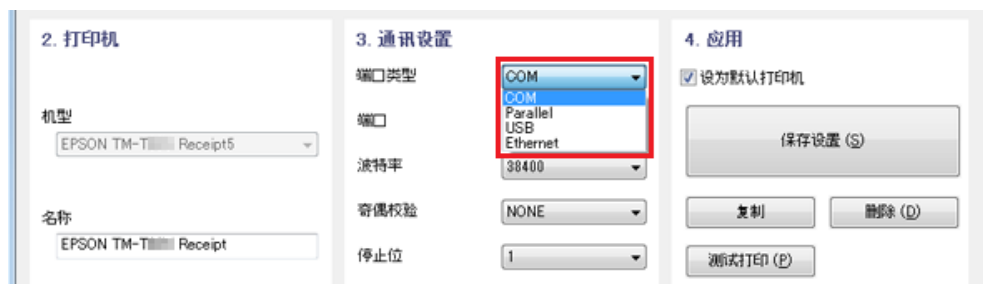 2. 打印机
机型
EPSON TM-T Receipt5
名称
EPSON TM-T Receipt
3. 通讯设置
端口类型
COM
COM
Parallel
USB
Ethernet
端口
波特率
38400
奇偶校验
NONE
停止位
1
4. 应用
设为默认打印机
保存设置 (S)
复制
删除 (D)
测试打印 (P)